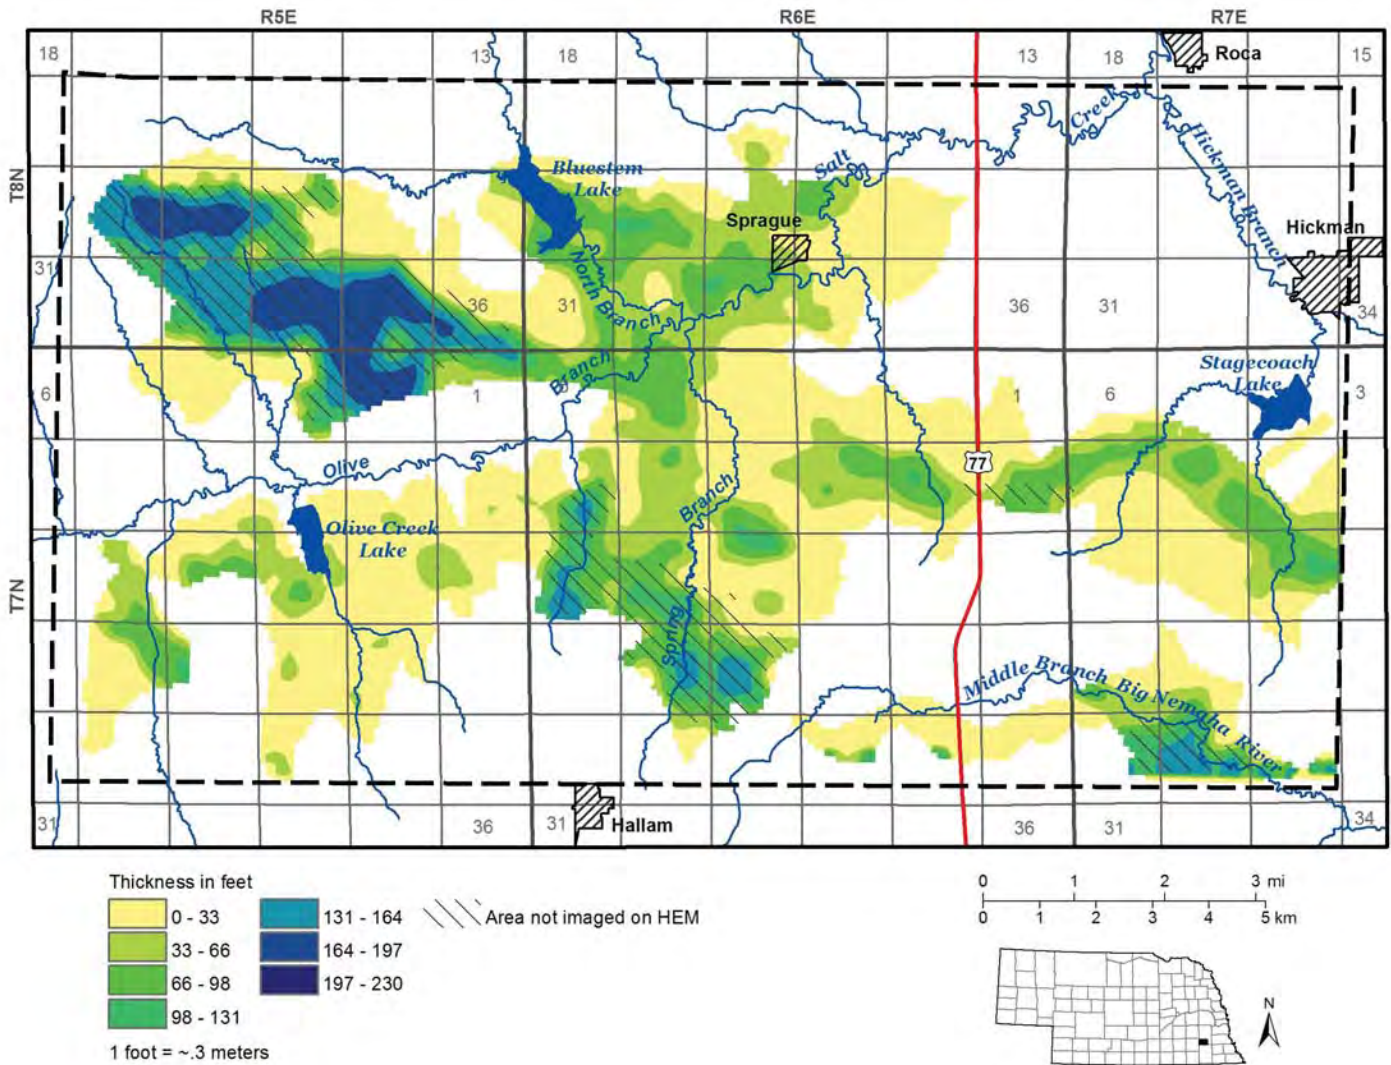 R5E R6E R7E
18 13 18 13 18 15
Roca
Creek
Hickman Branch
Salt
Bluestem
Lake
T8N
Sprague
Hickman
31 36 31 36 31 34
North Branch
Branch
Stagecoach
Lake
6 1 1 6 3
77
Olive
Branch
Olive Creek
Lake
T7N
Spring
Middle Branch Big Nemaha River
31 36 31 36 31 34
Hallam
Thickness in feet
0 - 33
33 - 66
66 - 98
98 - 131
131 - 164
164 - 197
197 - 230
Area not imaged on HEM
1 foot = ~.3 meters
0 1 2 3 mi
0 1 2 3 4 5 km
N